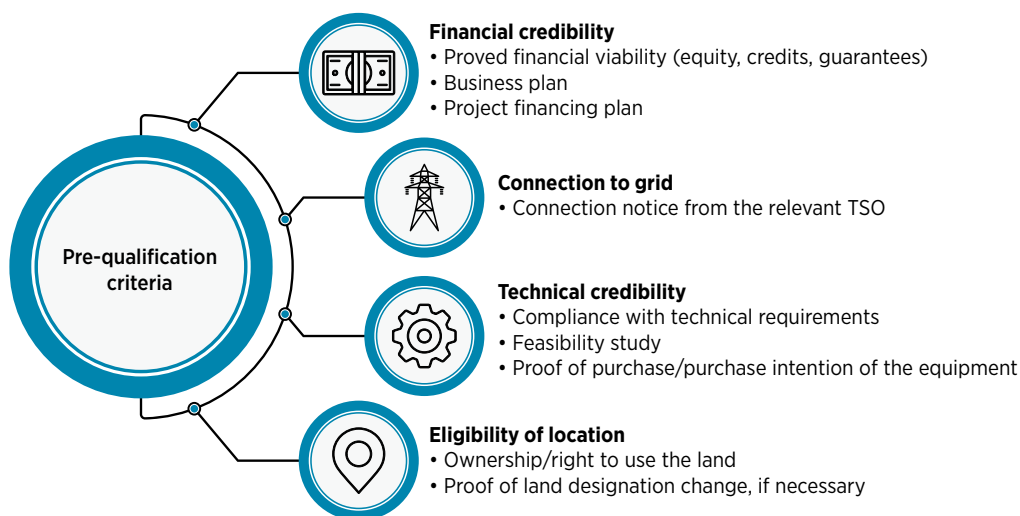 Pre-qualification
criteria
Financial credibility
• Proved financial viability (equity, credits, guarantees)
• Business plan
• Project financing plan
Connection to grid
• Connection notice from the relevant TSO
Technical credibility
• Compliance with technical requirements
• Feasibility study
• Proof of purchase/purchase intention of the equipment
Eligibility of location
• Ownership/right to use the land
• Proof of land designation change, if necessary